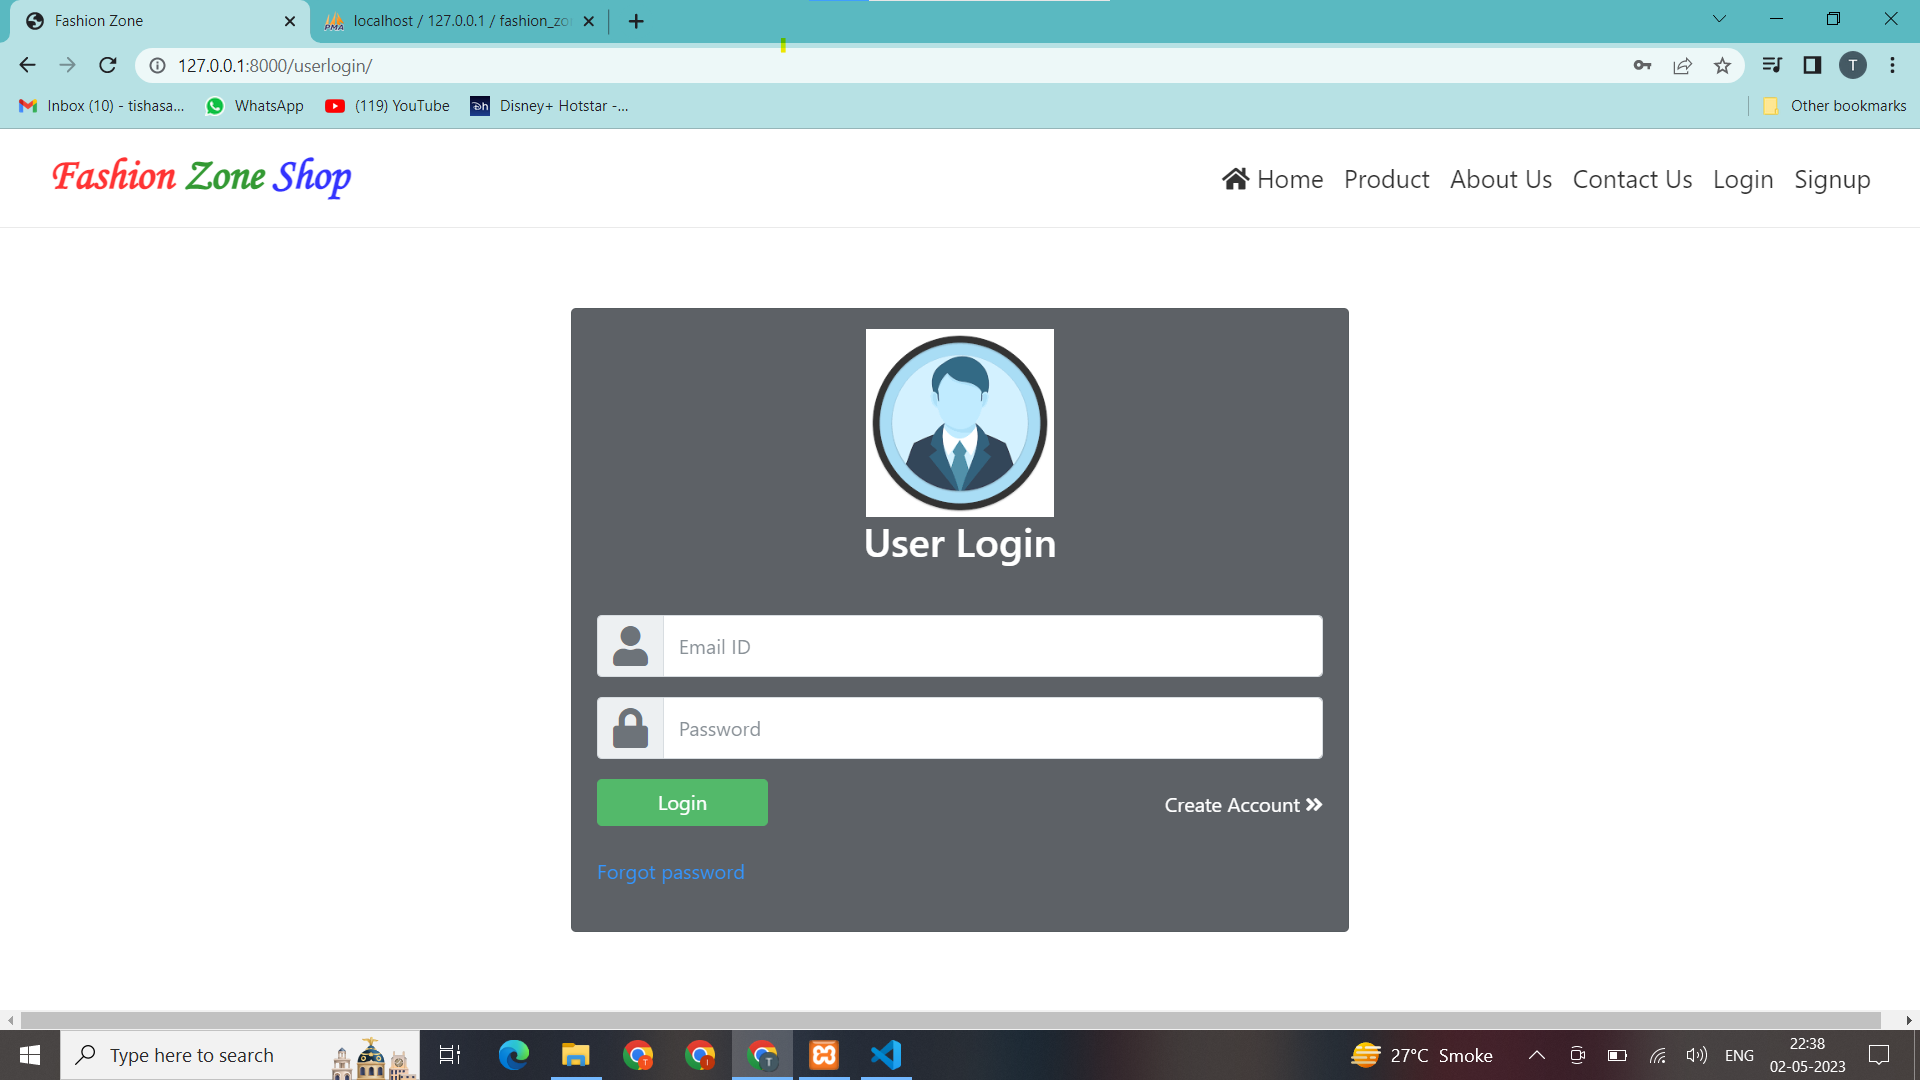 Fashion Zone
localhost / 127.0.0.1 / fashion_zo
127.0.0.1:8000/userlogin/
T
Inbox (10) - tishasa...
WhatsApp
(119) YouTube
Disney+ Hotstar -...
Other bookmarks
Fashion Zone Shop
Home
Product
About Us
Contact Us
Login
Signup
User Login
Email ID
Password
Login
Create Account
Forgot password
Type here to search
27°C Smoke
ENG
22:38
02-05-2023